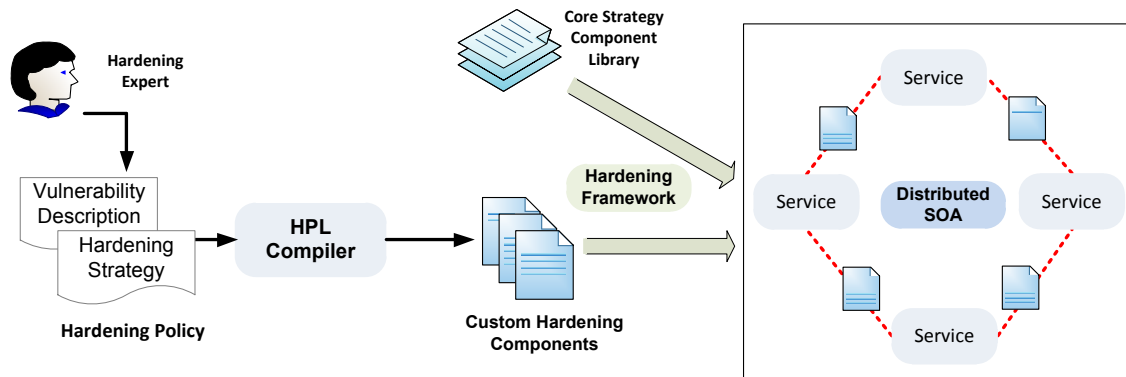 Hardening
Expert
Vulnerability
Description
Hardening
Strategy
Hardening Policy
HPL
Compiler
Core Strategy
Component
Library
Custom Hardening
Components
Hardening
Framework
Service
Service
Distributed
SOA
Service
Service